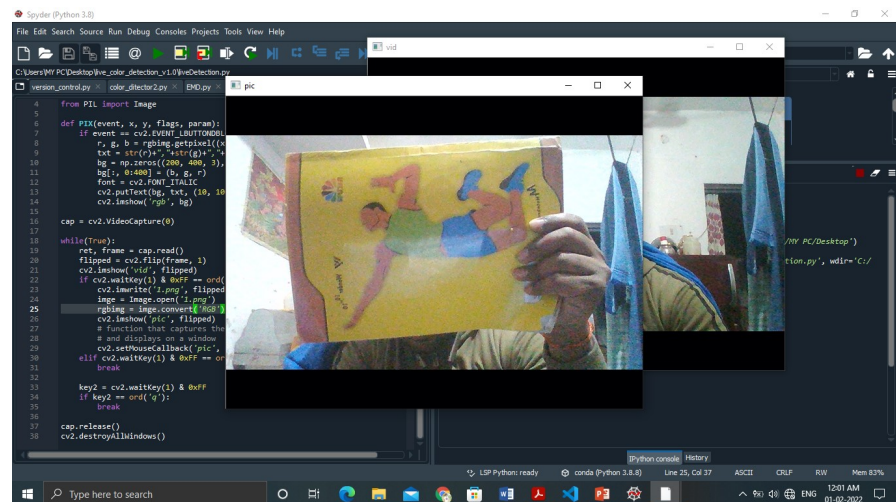 Spyder (Python 3.8)
File Edit Search Source Run Debug Consoles Projects Tools View Help
C:\Users\MY PC\Desktop\live_color_detection_v1.0\liveDetection.py
version_control.py color_ditector2.py EMD.py
4 from PIL import Image
5
6 def PIX(event, x, y, flags, param):
7 if event == cv2.EVENT_LBUTTONDBL
8 r, g, b = rgbimg.getpixel((x
9 txt = str(r)+","+str(g)+","+
10 bg = np.zeros((200, 400, 3),
11 bg[:, 0:400] = (b, g, r)
12 font = cv2.FONT_ITALIC
13 cv2.putText(bg, txt, (10, 10
14 cv2.imshow('rgb', bg)
15
16 cap = cv2.VideoCapture(0)
17
18 while(True):
19 ret, frame = cap.read()
20 flipped = cv2.flip(frame, 1)
21 cv2.imshow('vid', flipped)
22 if cv2.waitKey(1) & 0xFF == ord(
23 cv2.imwrite('1.png', flipped
24 imge = Image.open('1.png')
25 rgbimg = imge.convert('RGB')
26 cv2.imshow('pic', flipped)
27 # function that captures the
28 # and displays on a window
29 cv2.setMouseCallback('pic',
30 elif cv2.waitKey(1) & 0xFF == or
31 break
32
33 key2 = cv2.waitKey(1) & 0xFF
34 if key2 == ord('q'):
35 break
36
37 cap.release()
38 cv2.destroyAllWindows()
vid
pic
/MY PC/Desktop')
tion.py', wdir='C:/
IPython console History
LSP Python: ready conda (Python 3.8.8) Line 25, Col 37 ASCII CRLF RW Mem 83%
Type here to search
ENG 12:01 AM
01-02-2022